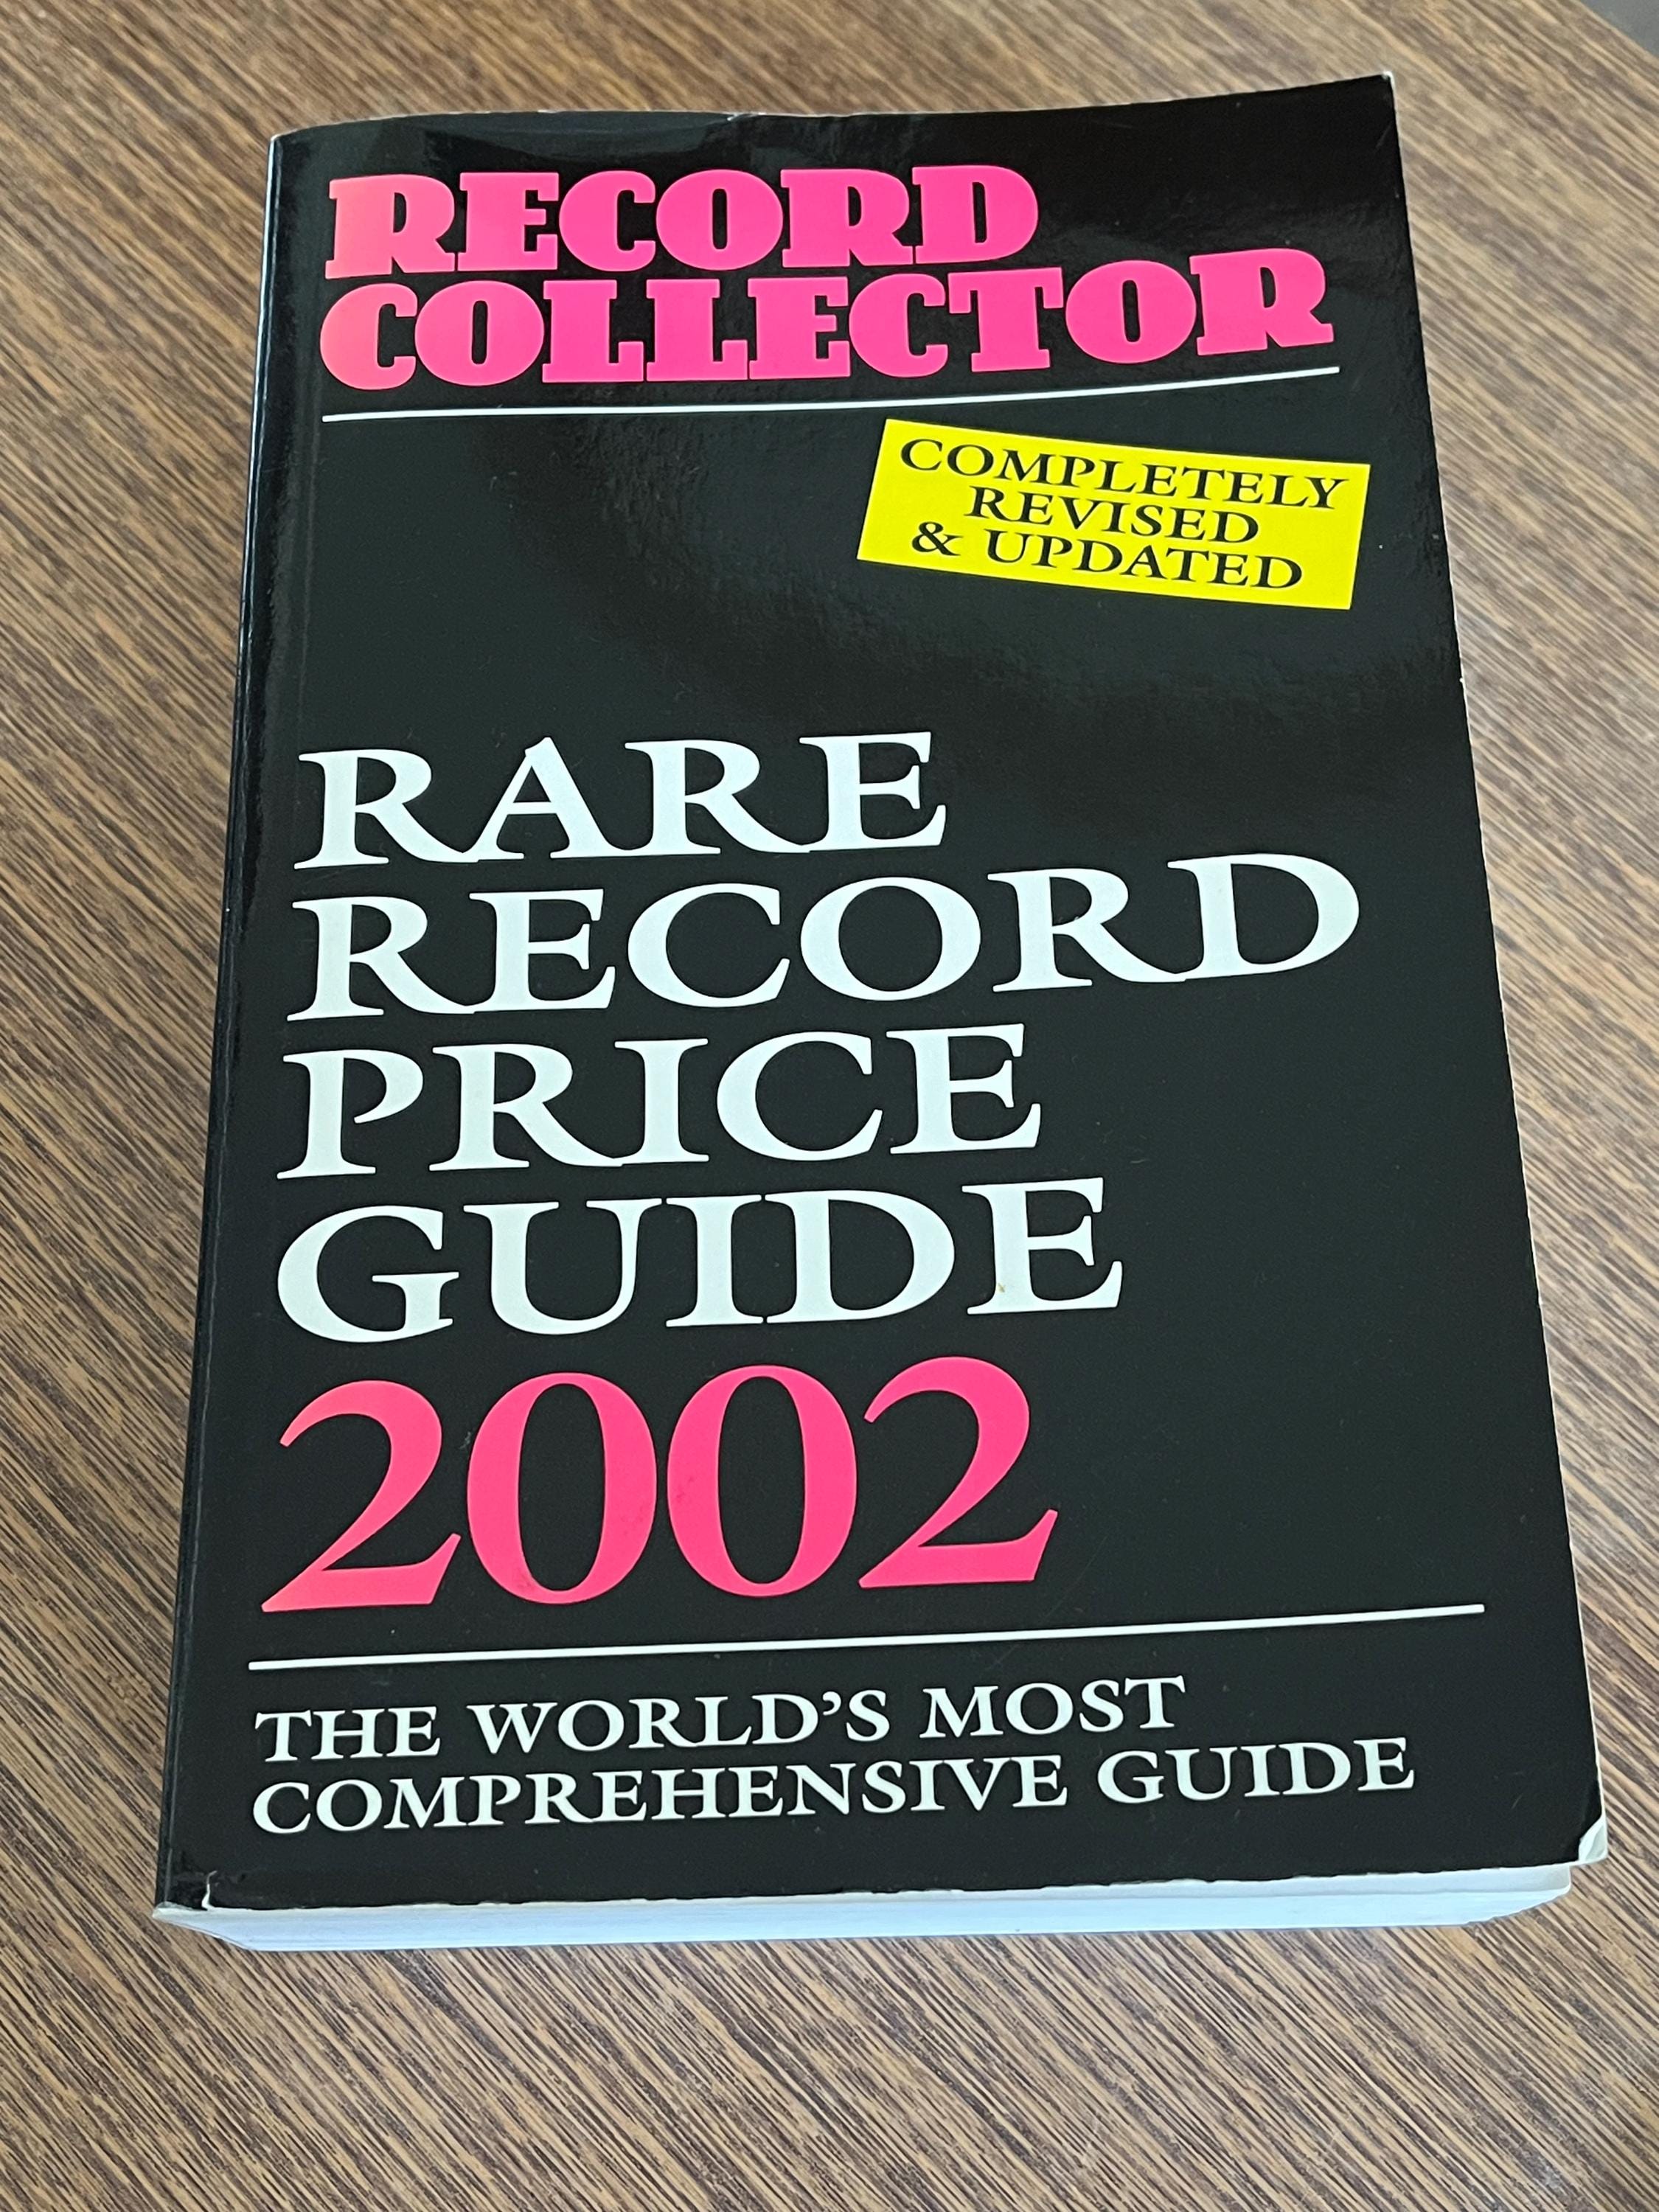 RECORD
COLLECTOR
COMPLETELY
REVISED
& UPDATED
RARE
RECORD
PRICE
GUIDE
2002
THE WORLD'S MOST
COMPREHENSIVE GUIDE